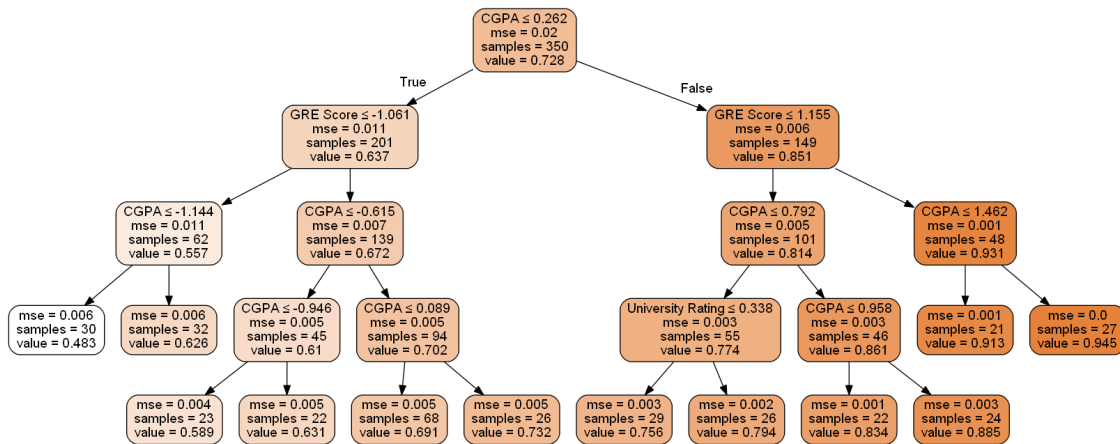 CGPA ≤ 0.262
mse = 0.02
samples = 350
value = 0.728
True
False
GRE Score ≤ -1.061
mse = 0.011
samples = 201
value = 0.637
GRE Score ≤ 1.155
mse = 0.006
samples = 149
value = 0.851
CGPA ≤ -1.144
mse = 0.011
samples = 62
value = 0.557
CGPA ≤ -0.615
mse = 0.007
samples = 139
value = 0.672
CGPA ≤ 0.792
mse = 0.005
samples = 101
value = 0.814
CGPA ≤ 1.462
mse = 0.001
samples = 48
value = 0.931
mse = 0.006
samples = 30
value = 0.483
mse = 0.006
samples = 32
value = 0.626
CGPA ≤ -0.946
mse = 0.005
samples = 45
value = 0.61
CGPA ≤ 0.089
mse = 0.005
samples = 94
value = 0.702
University Rating ≤ 0.338
mse = 0.003
samples = 55
value = 0.774
CGPA ≤ 0.958
mse = 0.003
samples = 46
value = 0.861
mse = 0.001
samples = 21
value = 0.913
mse = 0.0
samples = 27
value = 0.945
mse = 0.004
samples = 23
value = 0.589
mse = 0.005
samples = 22
value = 0.631
mse = 0.005
samples = 68
value = 0.691
mse = 0.005
samples = 26
value = 0.732
mse = 0.003
samples = 29
value = 0.756
mse = 0.002
samples = 26
value = 0.794
mse = 0.001
samples = 22
value = 0.834
mse = 0.003
samples = 24
value = 0.885